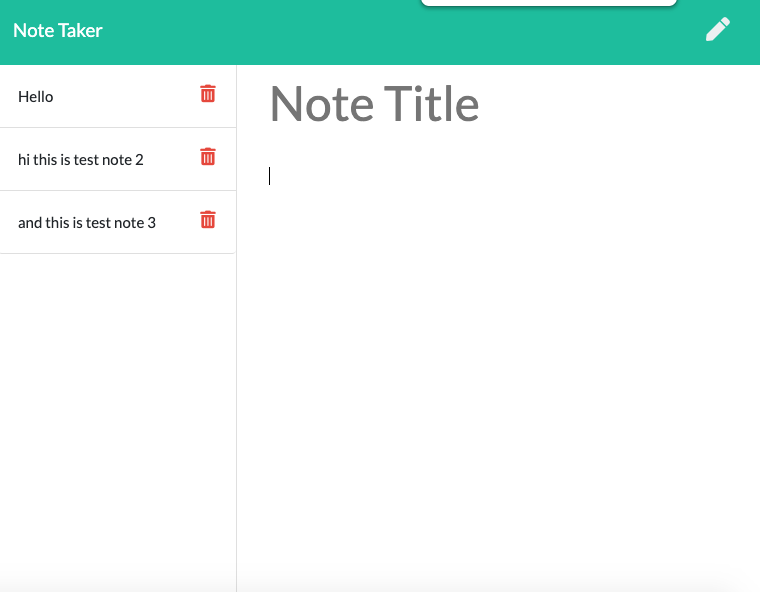 Note Taker
Hello
hi this is test note 2
and this is test note 3
Note Title